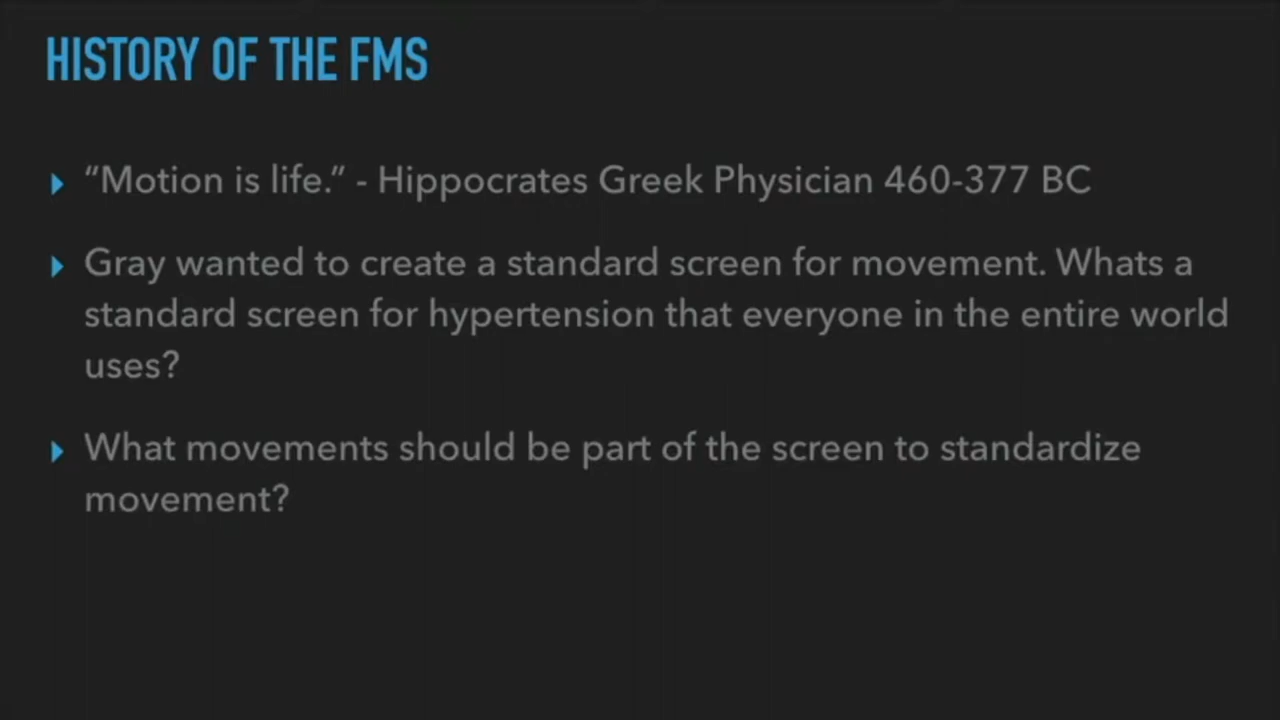 HISTORY OF THE FMS
“Motion is life.” - Hippocrates Greek Physician 460-377 BC
Gray wanted to create a standard screen for movement. Whats a
standard screen for hypertension that everyone in the entire world
uses?
What movements should be part of the screen to standardize
movement?